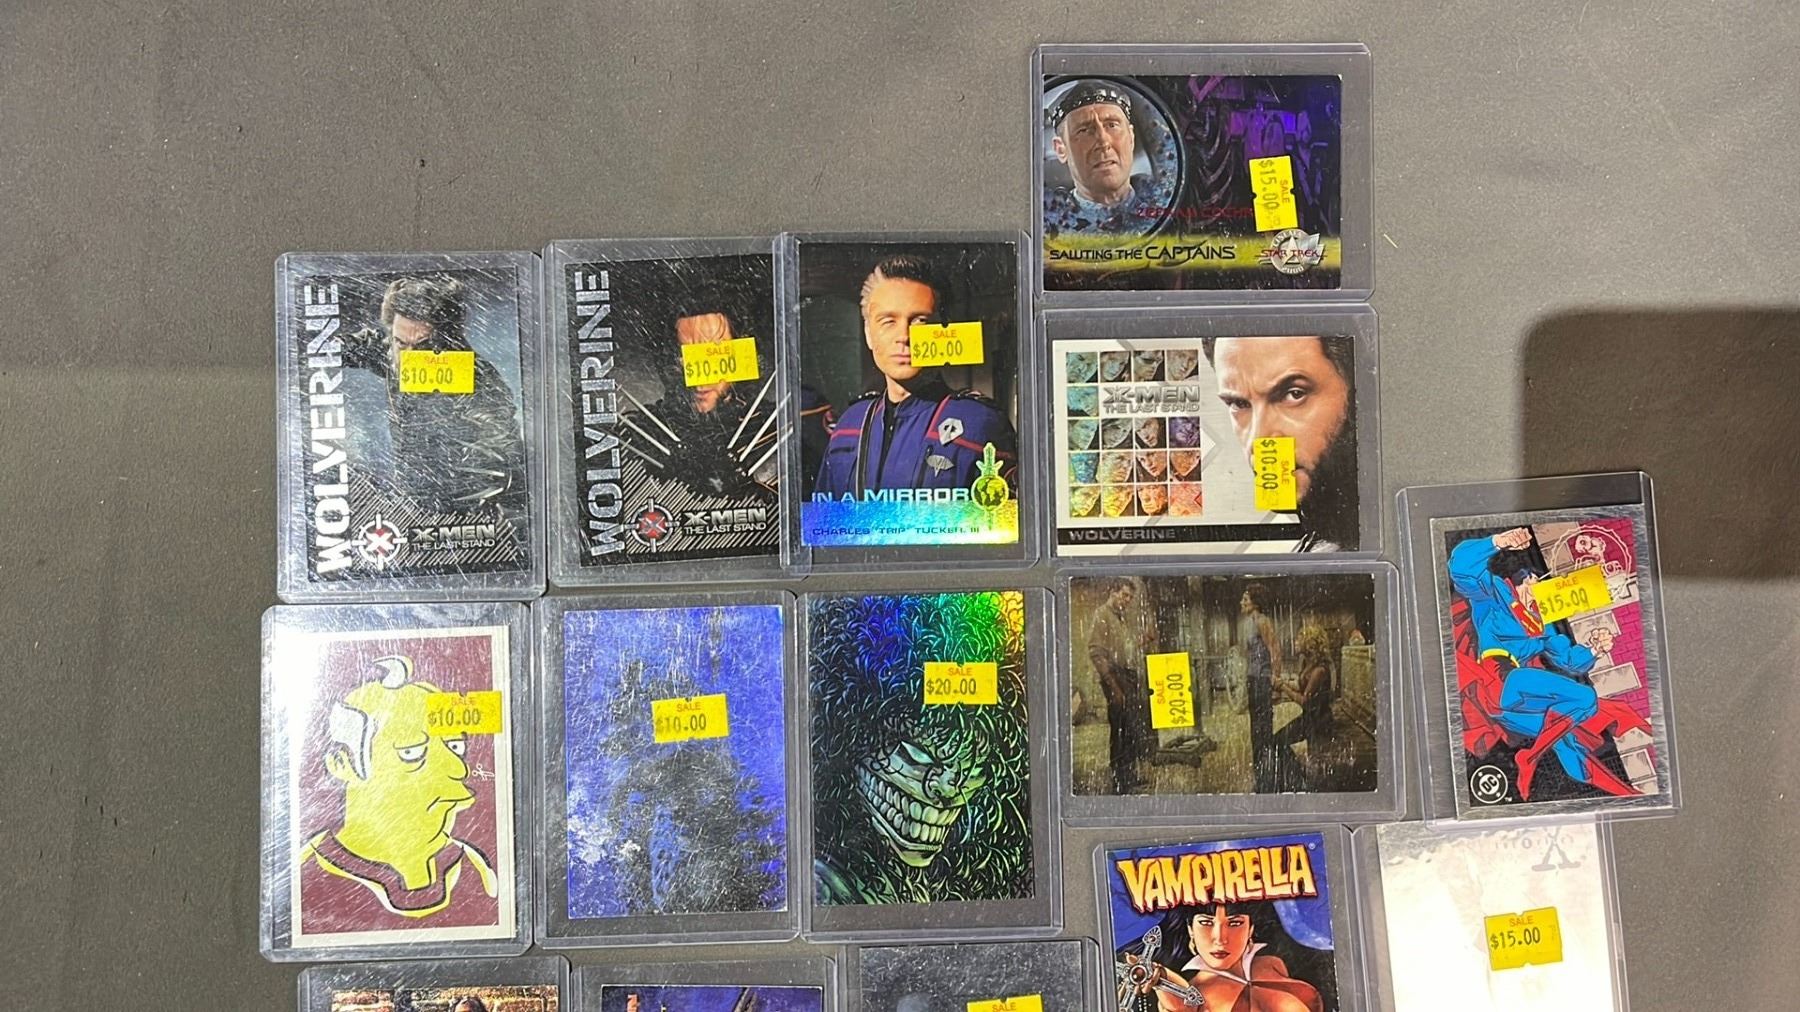 SALE
$15.00
SALUTING THE CAPTAINS
STAR TREK
WOLVERINE
SALE
$10.00
X-MEN
THE LAST STAND
WOLVERINE
SALE
$10.00
X-MEN
THE LAST STAND
SALE
$20.00
IN A MIRROR
CHARLES "TRIP" TUCKER III
X-MEN
THE LAST STAND
SALE
$10.00
WOLVERINE
SALE
$10.00
SALE
$10.00
SALE
$20.00
SALE
$20.00
SALE
$15.00
DC
TM
VAMPIRELLA
SALE
$15.00
SALE